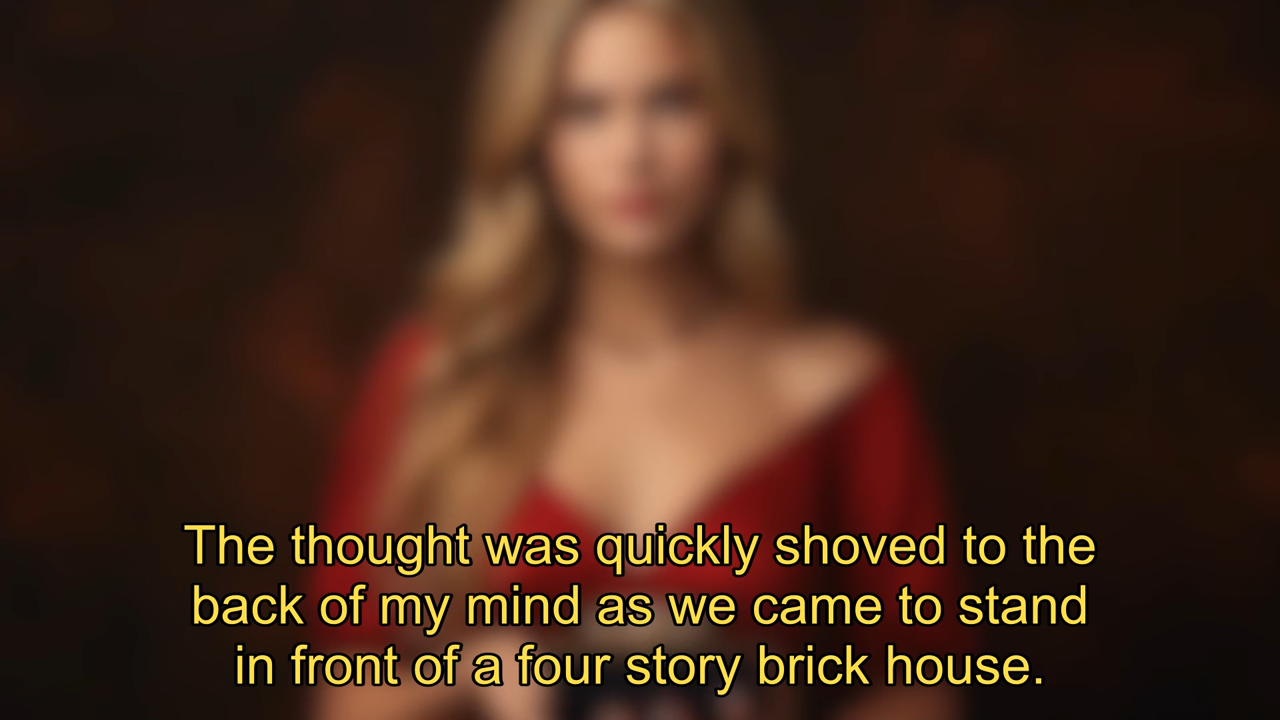 The thought was quickly shoved to the
back of my mind as we came to stand
in front of a four story brick house.